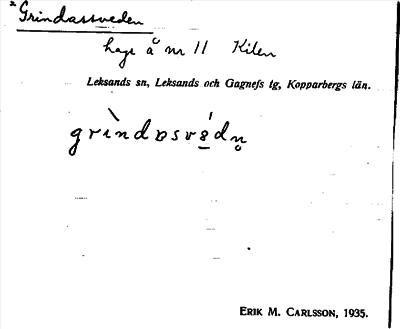 Grindassveden
hage å nr 11 Kilen
Leksands sn, Leksands och Gagnefs tg, Kopparbergs län.
ERIK M. CARLSSON, 1935.